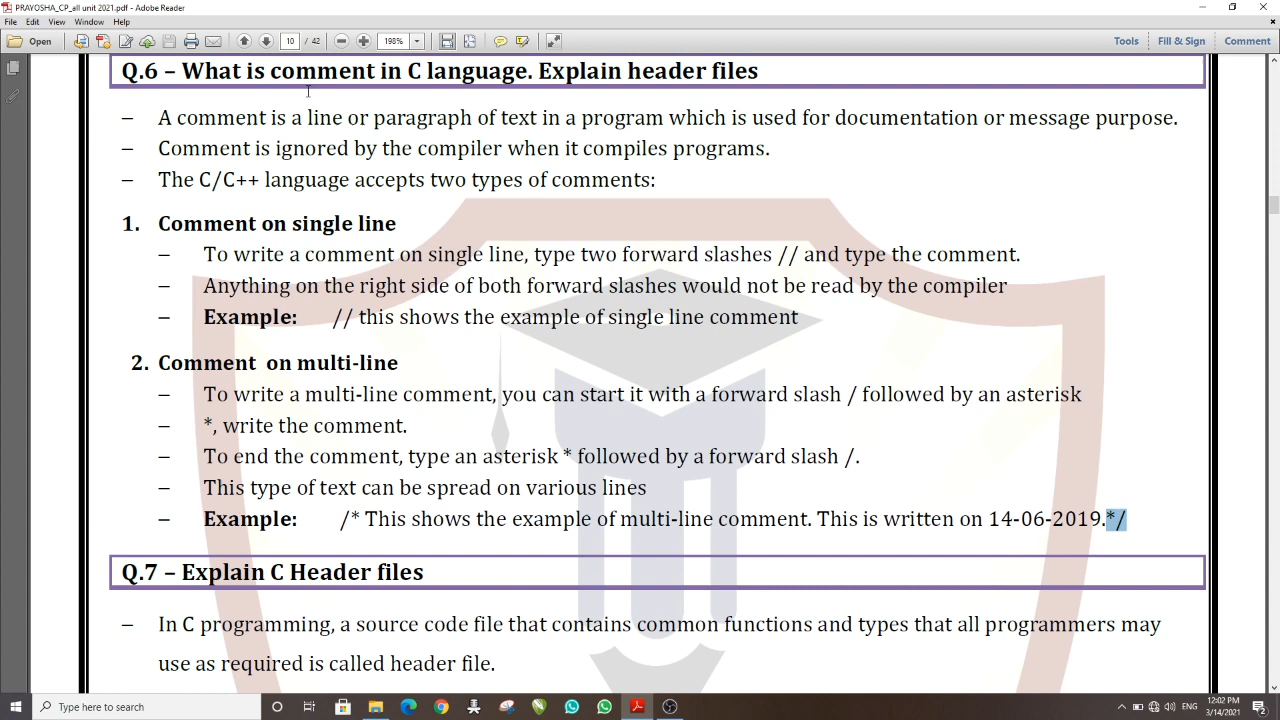 PRAYOSHA_CP_all unit 2021.pdf - Adobe Reader
File Edit View Window Help
Open 10 / 42 198% Tools Fill & Sign Comment
Q.6 – What is comment in C language. Explain header files
– A comment is a line or paragraph of text in a program which is used for documentation or message purpose.
– Comment is ignored by the compiler when it compiles programs.
– The C/C++ language accepts two types of comments:
1. Comment on single line
– To write a comment on single line, type two forward slashes // and type the comment.
– Anything on the right side of both forward slashes would not be read by the compiler
– Example: // this shows the example of single line comment
2. Comment on multi-line
– To write a multi-line comment, you can start it with a forward slash / followed by an asterisk
– *, write the comment.
– To end the comment, type an asterisk * followed by a forward slash /.
– This type of text can be spread on various lines
– Example: /* This shows the example of multi-line comment. This is written on 14-06-2019.*/
Q.7 – Explain C Header files
– In C programming, a source code file that contains common functions and types that all programmers may
use as required is called header file.
Type here to search
ENG
12:02 PM
3/14/2021
2